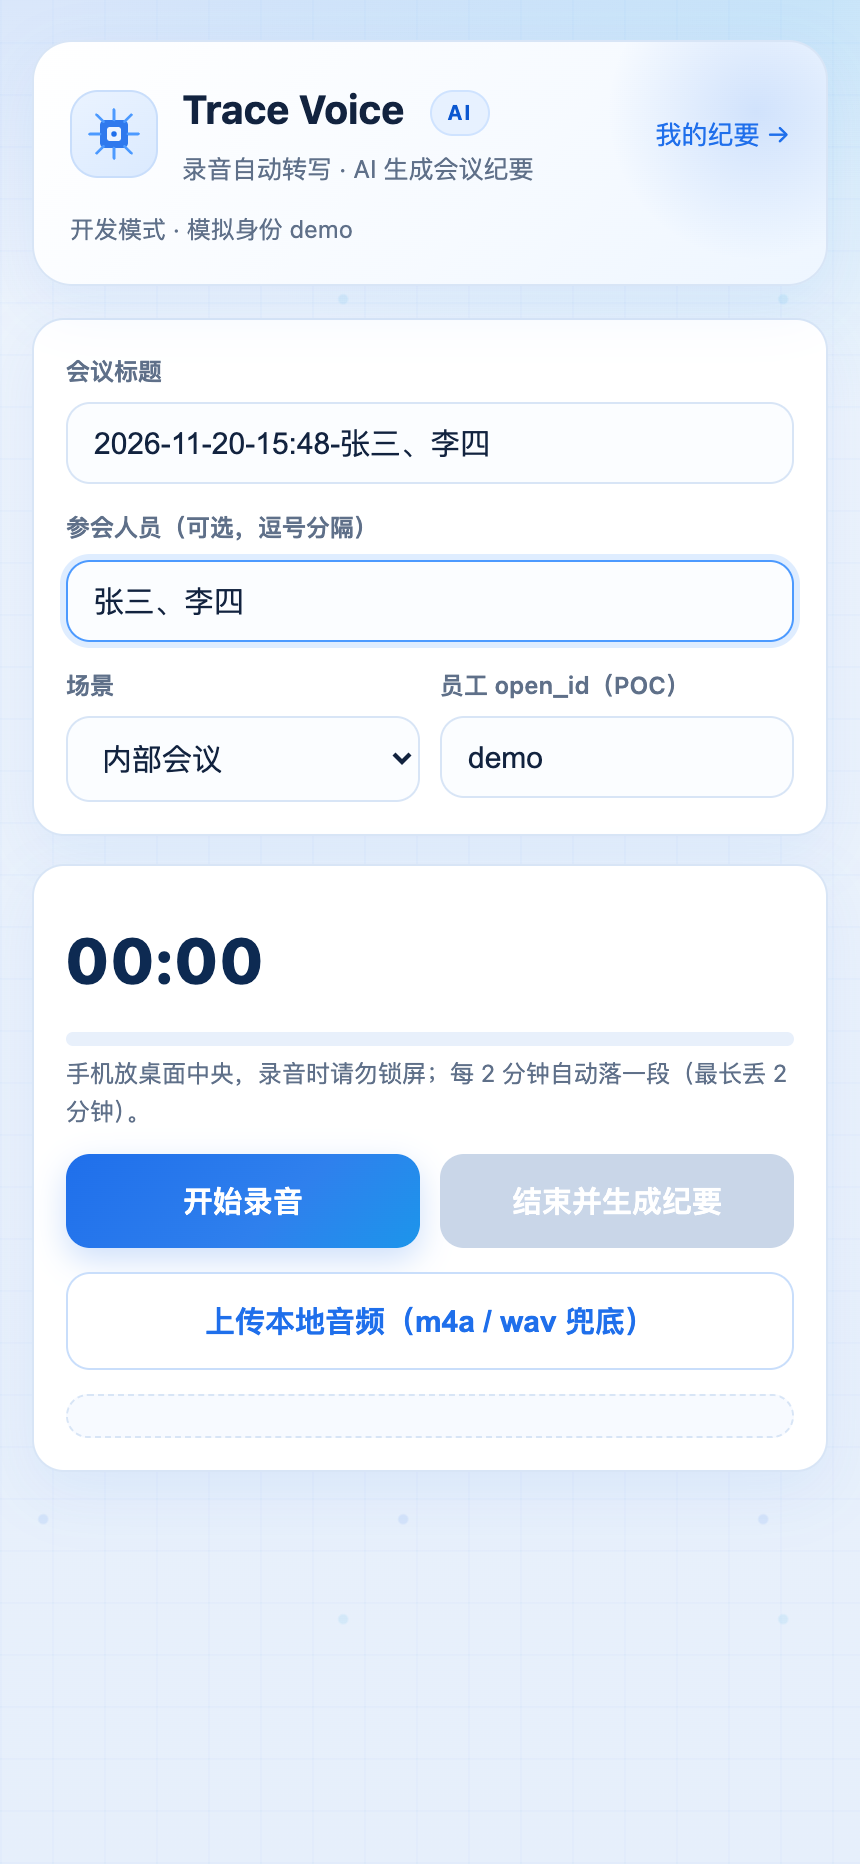 Trace Voice AI
录音自动转写 · AI 生成会议纪要
我的纪要 →
开发模式 · 模拟身份 demo
会议标题
2026-11-20-15:48-张三、李四
参会人员（可选，逗号分隔）
张三、李四
场景
内部会议
员工 open_id（POC）
demo
00:00
手机放桌面中央，录音时请勿锁屏；每 2 分钟自动落一段（最长丢 2
分钟）。
开始录音
结束并生成纪要
上传本地音频（m4a / wav 兜底）